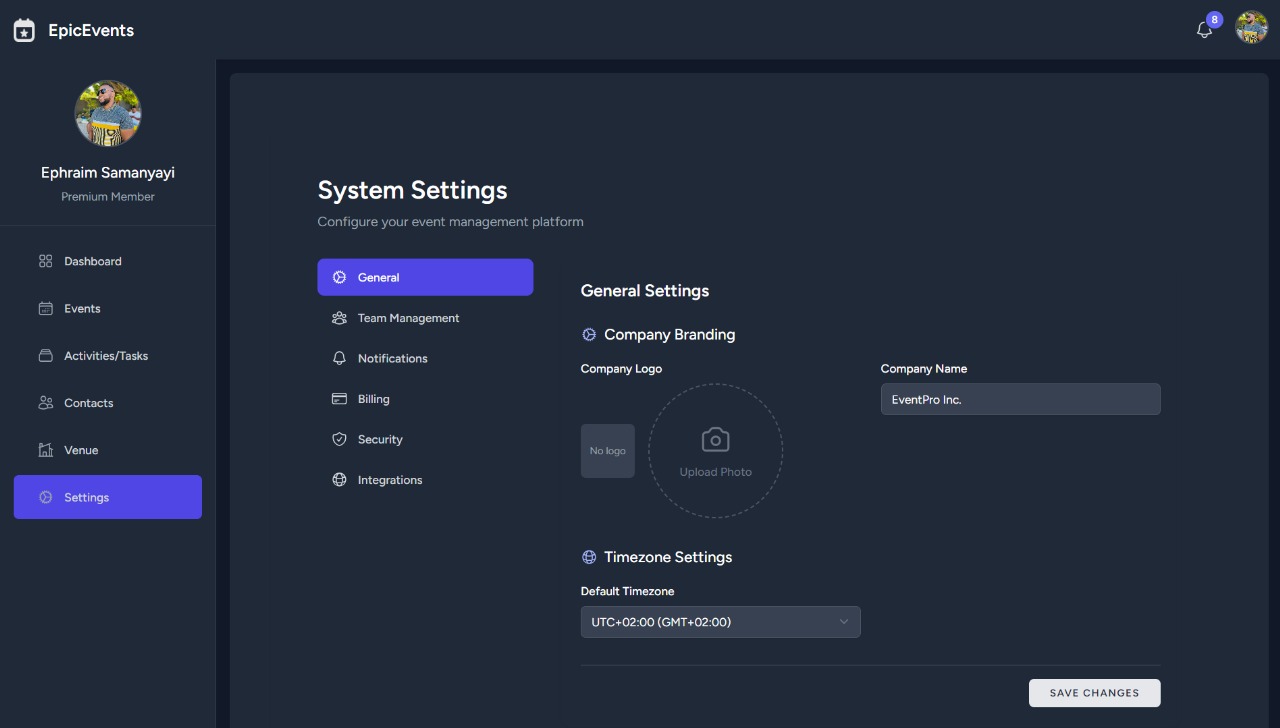 EpicEvents
8
Ephraim Samanyayi
Premium Member
Dashboard
Events
Activities/Tasks
Contacts
Venue
Settings
System Settings
Configure your event management platform
General
Team Management
Notifications
Billing
Security
Integrations
General Settings
Company Branding
Company Logo
No logo
Upload Photo
Company Name
EventPro Inc.
Timezone Settings
Default Timezone
UTC+02:00 (GMT+02:00)
SAVE CHANGES